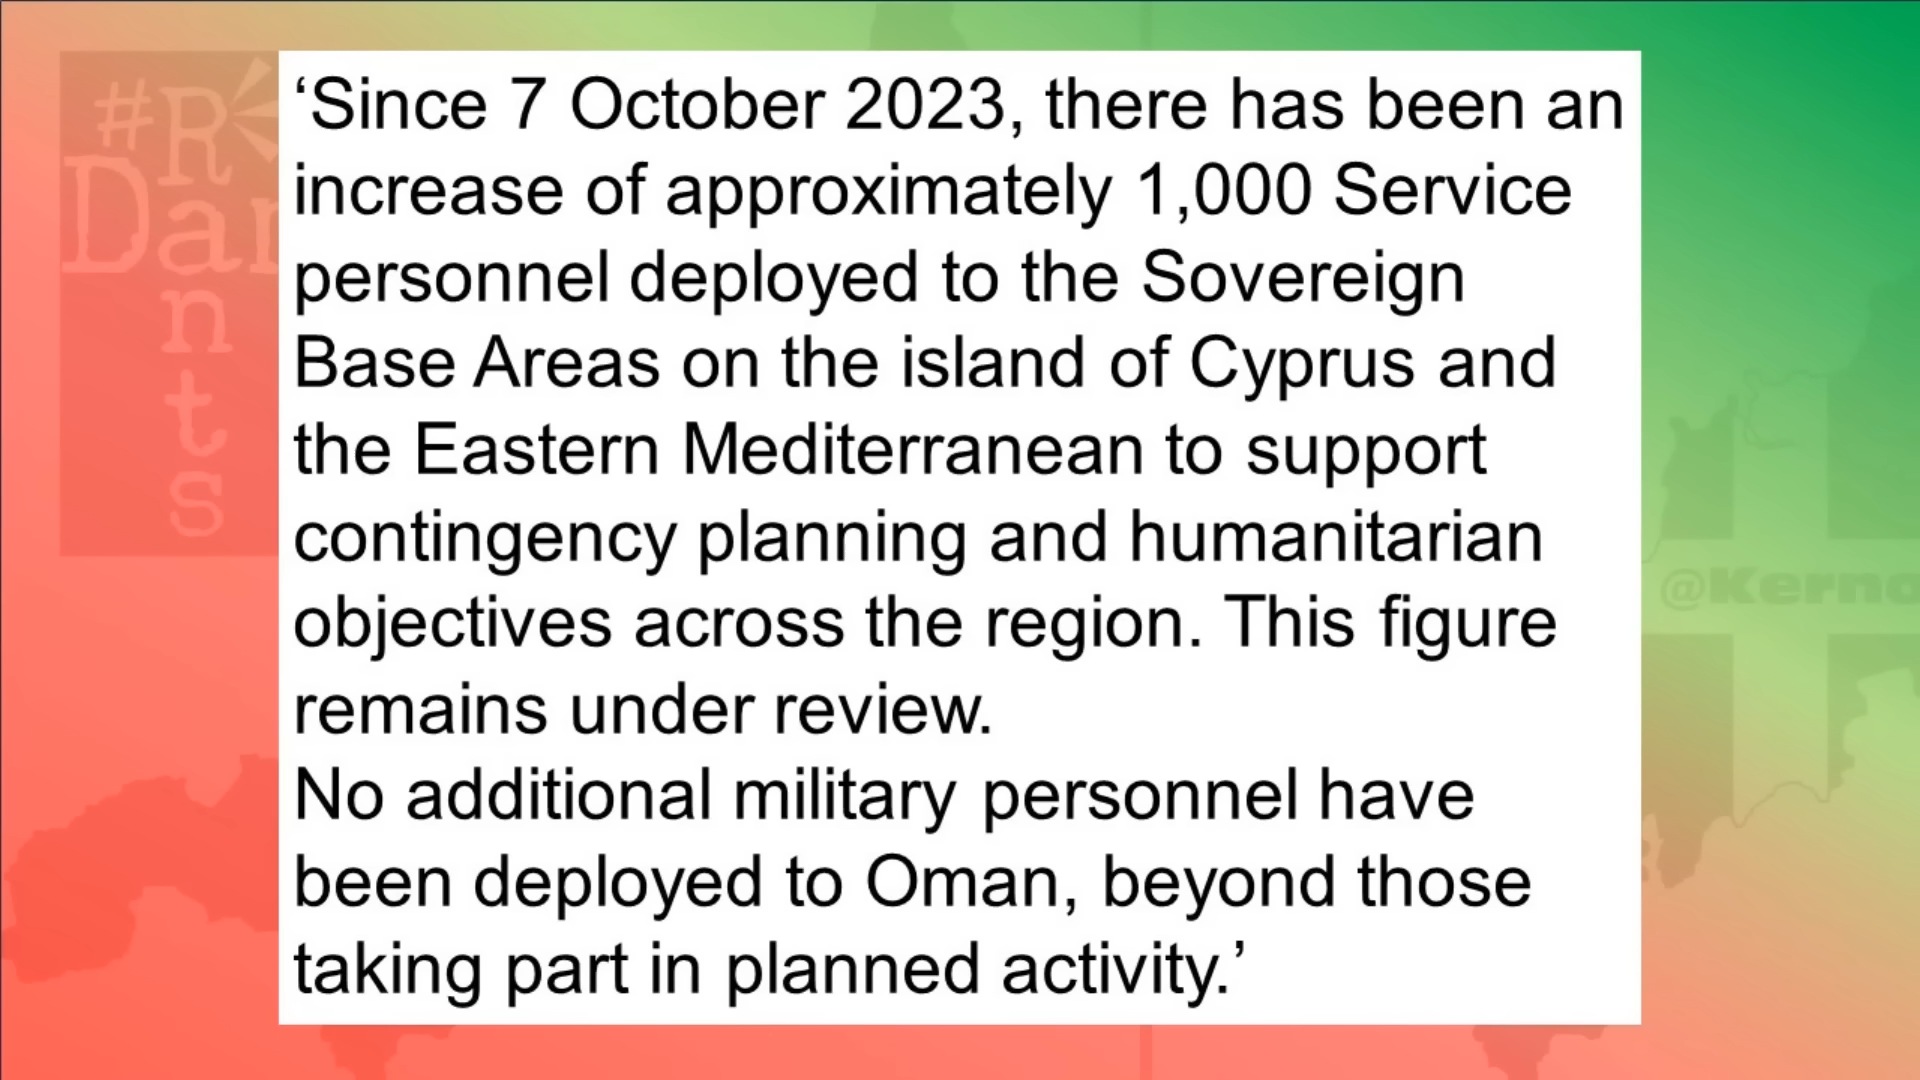 #R
Dan
n
t
s
‘Since 7 October 2023, there has been an
increase of approximately 1,000 Service
personnel deployed to the Sovereign
Base Areas on the island of Cyprus and
the Eastern Mediterranean to support
contingency planning and humanitarian
objectives across the region. This figure
remains under review.
No additional military personnel have
been deployed to Oman, beyond those
taking part in planned activity.’